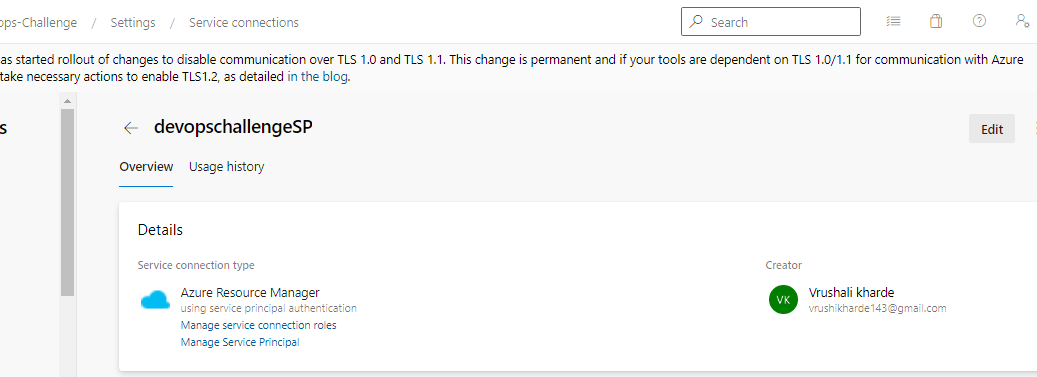 ops-Challenge / Settings / Service connections
Search
as started rollout of changes to disable communication over TLS 1.0 and TLS 1.1. This change is permanent and if your tools are dependent on TLS 1.0/1.1 for communication with Azure
take necessary actions to enable TLS1.2, as detailed in the blog.
s
devopschallengeSP
Edit
Overview Usage history
Details
Service connection type
Azure Resource Manager
using service principal authentication
Manage service connection roles
Manage Service Principal
Creator
VK
Vrushali kharde
vrushikharde143@gmail.com